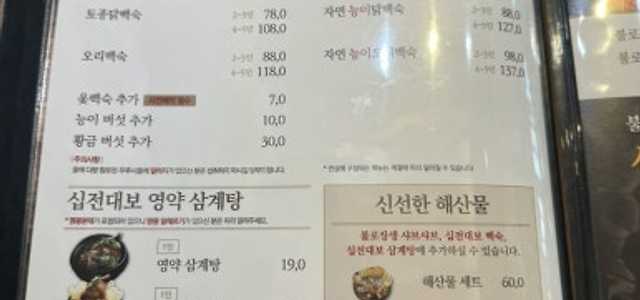 토종닭백숙 2~3인 78,0
4~5인 108,0
오리백숙 2~3인 88,0
4~5인 118,0
옻백숙 추가 7,0
능이 버섯 추가 10,0
황금 버섯 추가 30,0
자연 능이닭백숙 2~3인 88,0
4~5인 127,0
자연 능이오리백숙 2~3인 98,0
4~5인 137,0
[주의사항]
십전대보 영약 삼계탕
1인
영약 삼계탕 19,0
1인
신선한 해산물
불로장생 샤브샤브, 십전대보 백숙,
십전대보 삼계탕에 추가하실 수 있습니다.
해산물 세트 60,0
불로
불